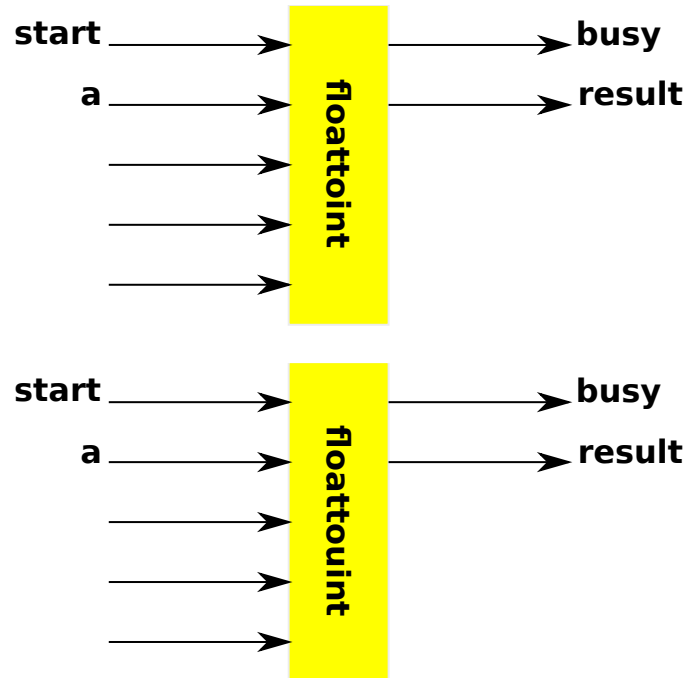 start
busy
a
result
floattoint
start
busy
a
result
floattouint